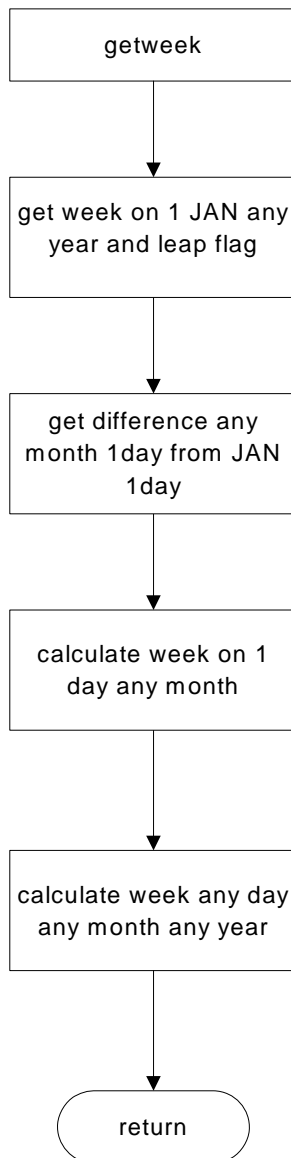 getweek
get week on 1 JAN any
year and leap flag
get difference any
month 1day from JAN
1day
calculate week on 1
day any month
calculate week any day
any month any year
return